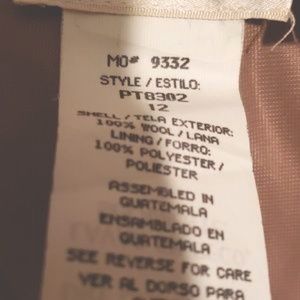 MO# 9332
STYLE / ESTILO:
PT8302
12
SHELL / TELA EXTERIOR:
100% WOOL / LANA
LINING / FORRO:
100% POLYESTER /
POLIESTER
ASSEMBLED IN
GUATEMALA
ENSAMBLADO EN
GUATEMALA
SEE REVERSE FOR CARE
VER AL DORSO PARA